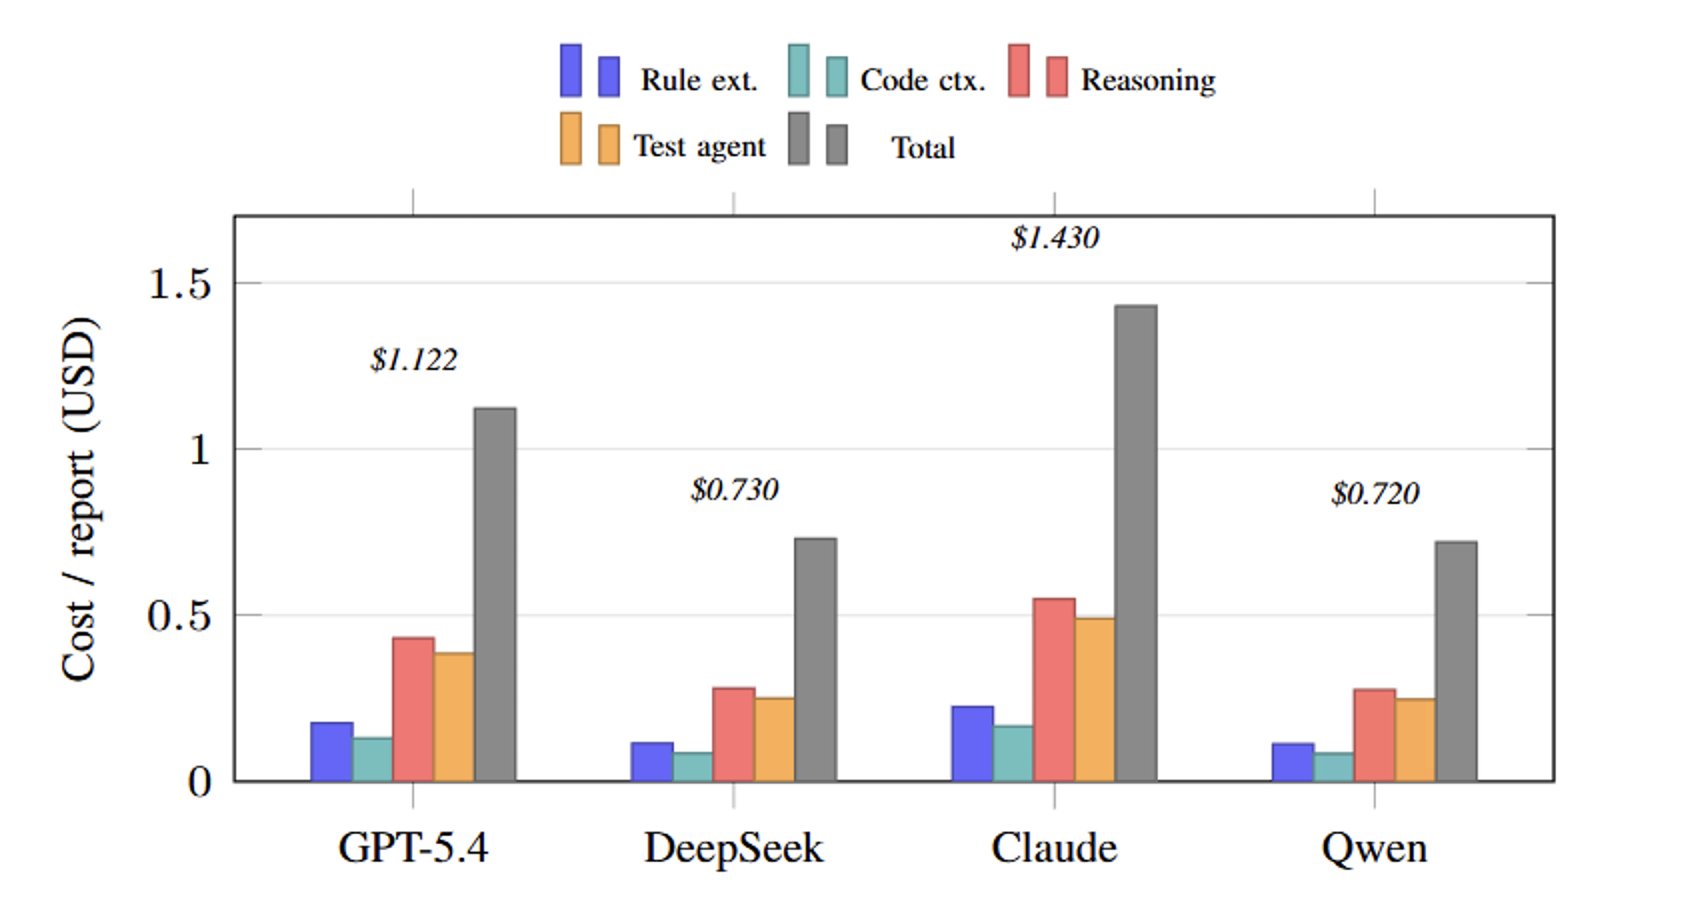 Rule ext. Code ctx. Reasoning
Test agent Total
$1.430
1.5
$1.122
1
$0.730
$0.720
0.5
0
Cost / report (USD)
GPT-5.4 DeepSeek Claude Qwen